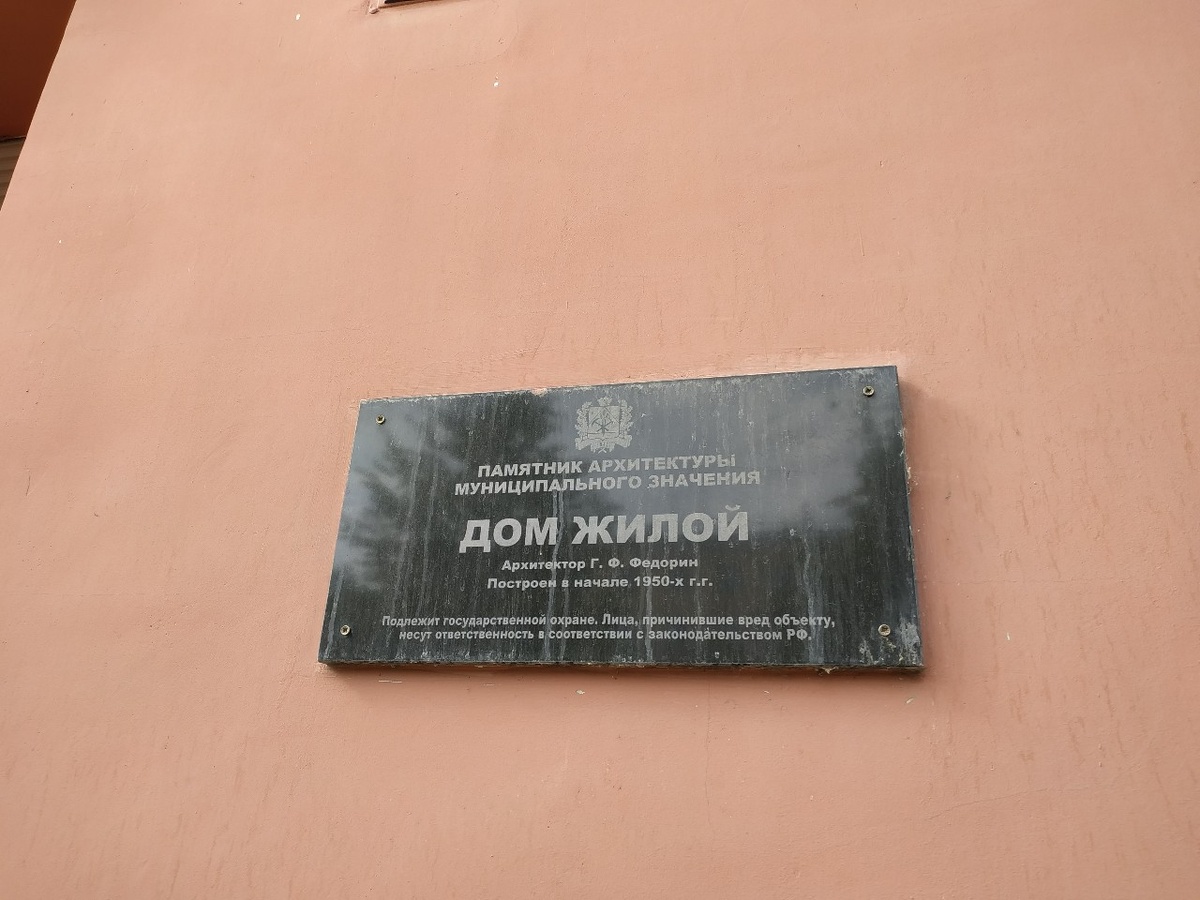 ПАМЯТНИК АРХИТЕКТУРЫ
МУНИЦИПАЛЬНОГО ЗНАЧЕНИЯ
ДОМ ЖИЛОЙ
Архитектор Г. Ф. Федорин
Построен в начале 1950-х г.г.
Подлежит государственной охране. Лица, причинившие вред объекту,
несут ответственность в соответствии с законодательством РФ.